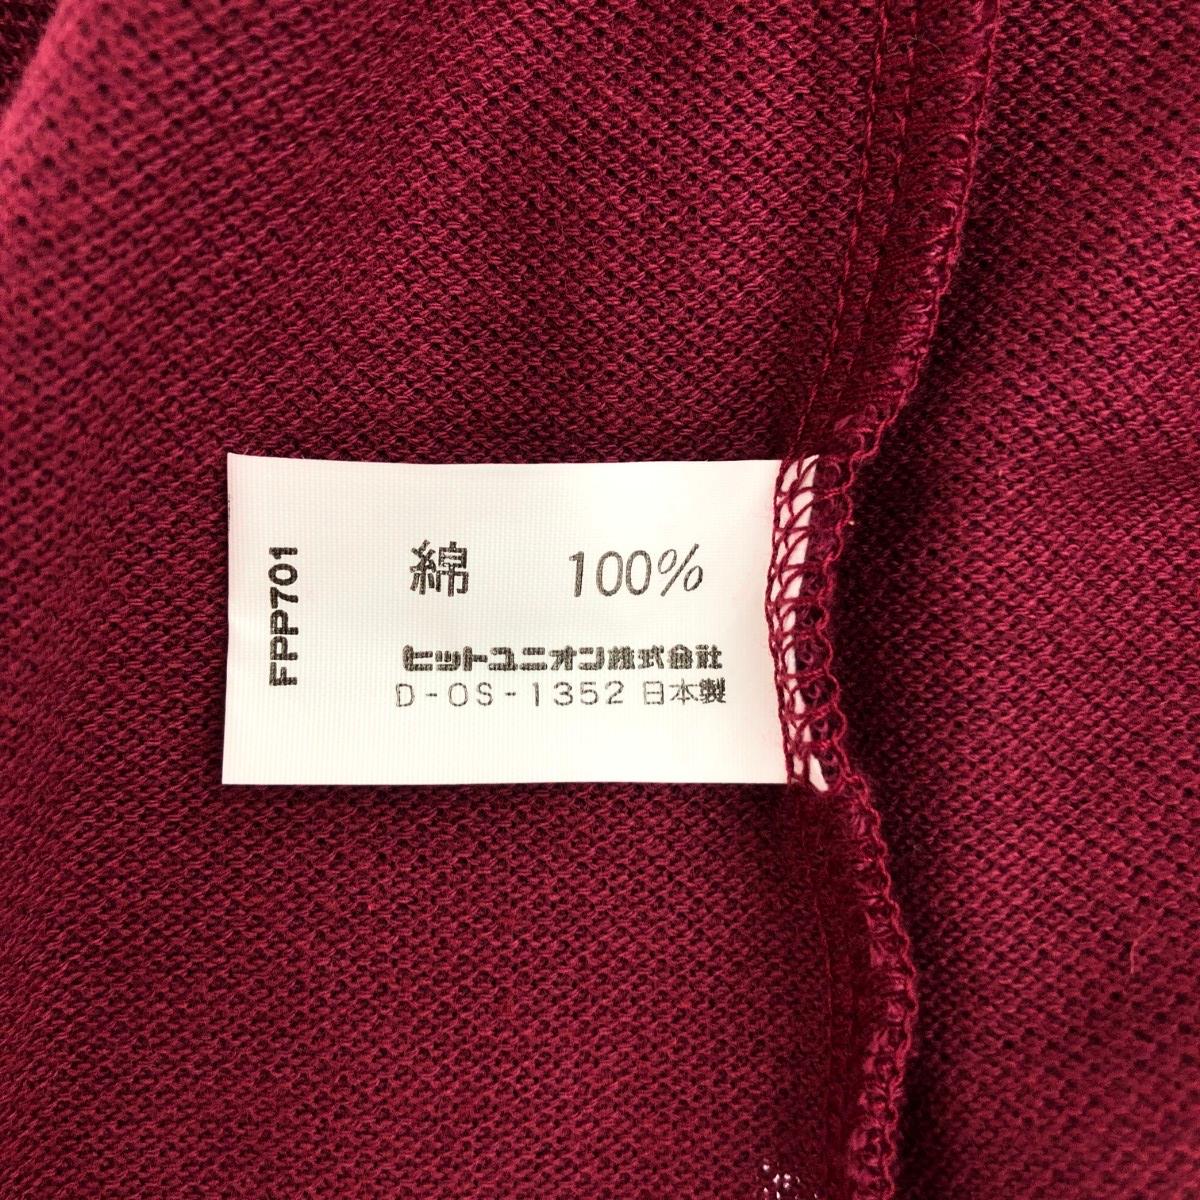 FPP701
綿 100%
ヒットユニオン株式会社
D-OS-1352 日本製